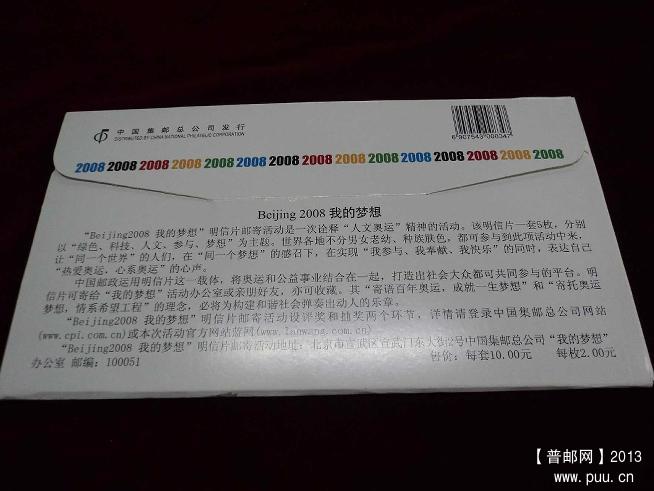 中国集邮总公司发行
DISTRIBUTED BY CHINA NATIONAL PHILATELIC CORPORATION
6907543000347
2008 2008 2008 2008 2008 2008 2008 2008 2008 2008 2008 2008 2008 2008 2008
Beijing 2008 我的梦想
“Beijing2008 我的梦想”明信片邮寄活动是一次诠释“人文奥运”精神的活动。该明信片一套5枚，分别
以“绿色、科技、人文、参与、梦想”为主题。世界各地不分男女老幼、种族肤色，都可参与到此项活动中来，
让“同一个世界”的人们，在“同一个梦想”的感召下，在实现“我参与、我奉献、我快乐”的同时，表达自己
“热爱奥运，心系奥运”的心声。
中国邮政运用明信片这一载体，将奥运和公益事业结合在一起，打造出社会大众都可共同参与的平台。明
信片可寄给“我的梦想”活动办公室或亲朋好友，亦可收藏。其“寄语百年奥运，成就一生梦想”和“寄托奥运
梦想，情系希望工程”的理念，必将为构建和谐社会弹奏出动人的乐章。
“Beijing2008 我的梦想”明信片邮寄活动设评奖和抽奖两个环节，详情请登录中国集邮总公司网站
(www.cpi.com.cn)或本次活动官方网站蓝网(www.lanwang.com.cn)
“Beijing2008 我的梦想”明信片邮寄活动地址：北京市宣武区宣武门东大街2号中国集邮总公司“我的梦想”
办公室 邮编：100051 售价：每套10.00元 每枚2.00元
【普邮网】2013
www.puu.cn